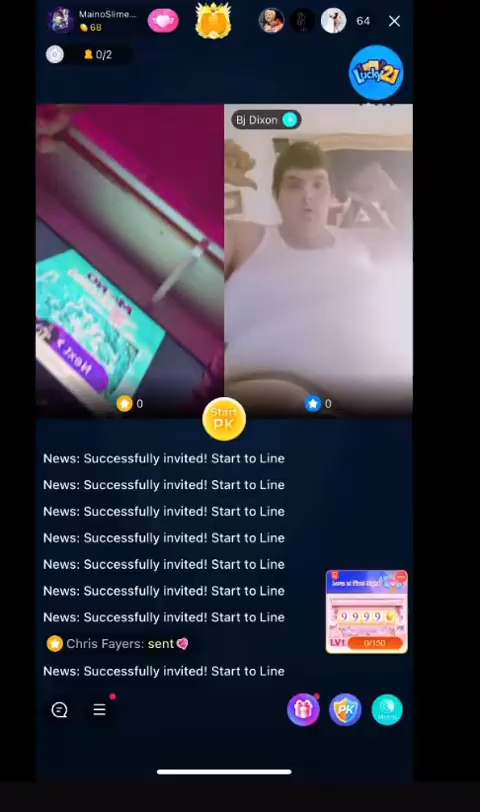 MainoSlime...
68
64
0/2
Lucky21
Bj Dixon
0
0
Start
PK
News: Successfully invited! Start to Line
News: Successfully invited! Start to Line
News: Successfully invited! Start to Line
News: Successfully invited! Start to Line
News: Successfully invited! Start to Line
News: Successfully invited! Start to Line
News: Successfully invited! Start to Line
Chris Fayers: sent
News: Successfully invited! Start to Line
9999
LV1
0/150
PK